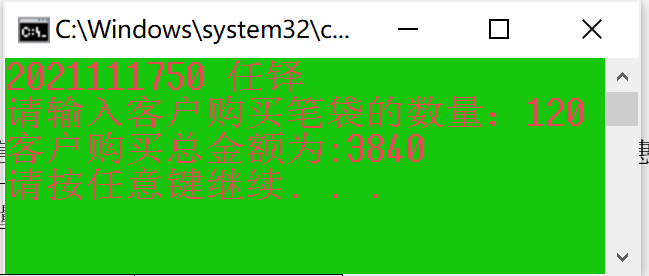 C:\Windows\system32\c...
2021111750 任铎
请输入客户购买笔袋的数量：120
客户购买总金额为:3840
请按任意键继续. . .